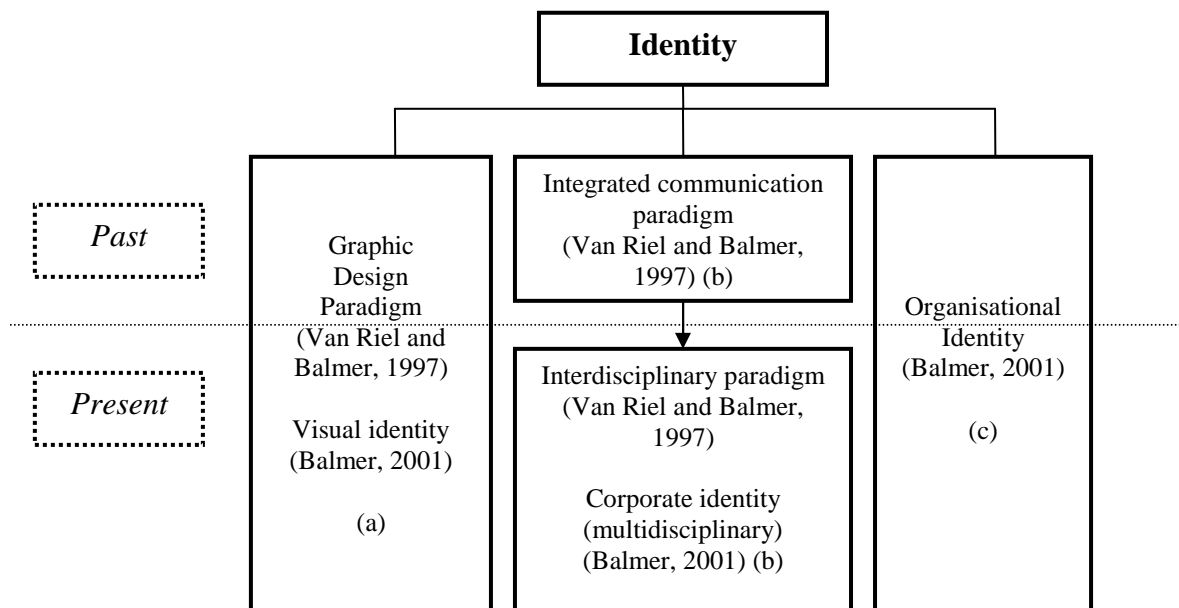 Identity
Past
Present
Graphic
Design
Paradigm
(Van Riel and
Balmer, 1997)
Visual identity
(Balmer, 2001)
(a)
Integrated communication
paradigm
(Van Riel and Balmer,
1997) (b)
Interdisciplinary paradigm
(Van Riel and Balmer,
1997)
Corporate identity
(multidisciplinary)
(Balmer, 2001) (b)
Organisational
Identity
(Balmer, 2001)
(c)